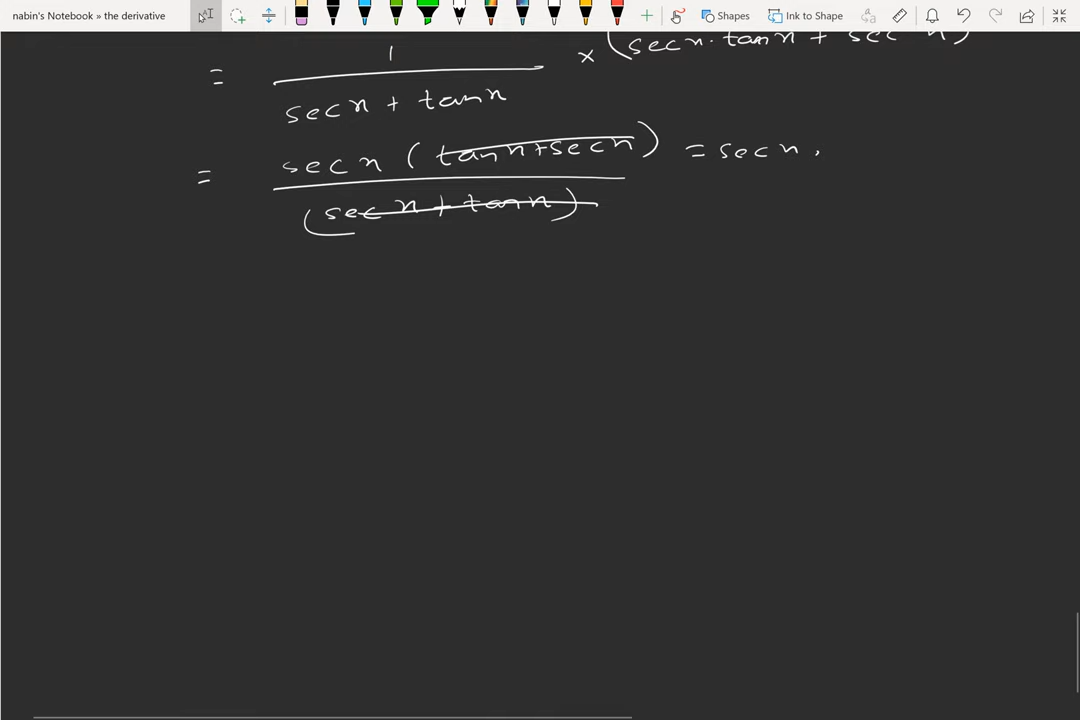 nabin's Notebook » the derivative Shapes Ink to Shape
= 1 / (sec x + tan x) × (sec x · tan x + sec x)
= sec x (tan x + sec x) / (sec x + tan x) = sec x .